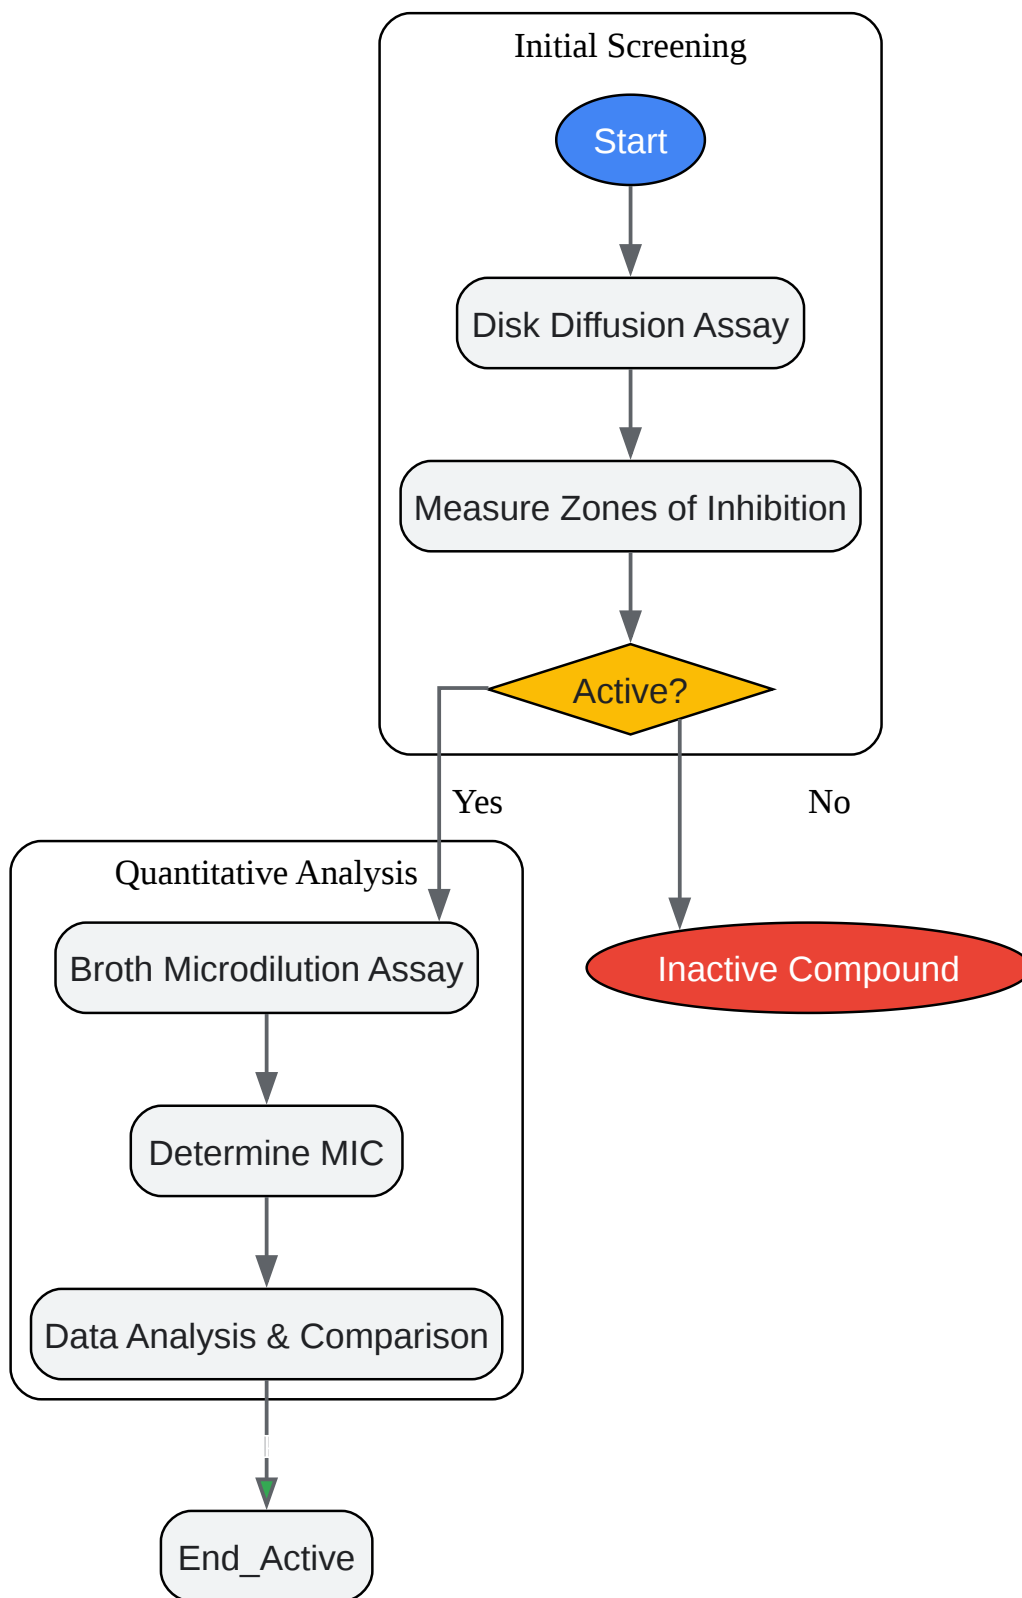 Initial Screening
Start
Disk Diffusion Assay
Measure Zones of Inhibition
Active?
Yes
No
Quantitative Analysis
Broth Microdilution Assay
Inactive Compound
Determine MIC
Data Analysis & Comparison
End_Active